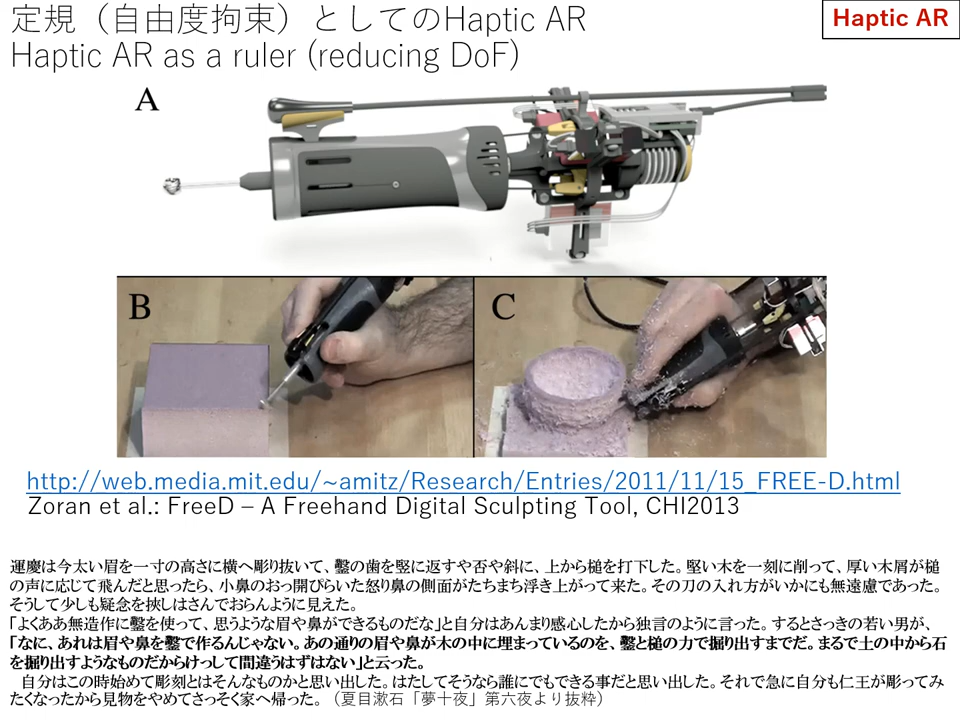 定規（自由度拘束）としてのHaptic AR
Haptic AR as a ruler (reducing DoF)
Haptic AR
A
B
C
http://web.media.mit.edu/~amitz/Research/Entries/2011/11/15_FREE-D.html
Zoran et al.: FreeD – A Freehand Digital Sculpting Tool, CHI2013
運慶は今太い眉を一寸の高さに横へ彫り抜いて、鑿の歯を竪に返すや否や斜に、上から槌を打下した。堅い木を一刻に削って、厚い木屑が槌
の声に応じて飛んだと思ったら、小鼻のおっ開ぴらいた怒り鼻の側面がたちまち浮き上がって来た。その刀の入れ方がいかにも無遠慮であった。
そうして少しも疑念を挾しはさんでおらんように見えた。
「よくああ無造作に鑿を使って、思うような眉や鼻ができるものだな」と自分はあんまり感心したから独言のように言った。するとさっきの若い男が、
「なに、あれは眉や鼻を鑿で作るんじゃない。あの通りの眉や鼻が木の中に埋まっているのを、鑿と槌の力で掘り出すまでだ。まるで土の中から石
を掘り出すようなものだからけっして間違うはずはない」と云った。
自分はこの時始めて彫刻とはそんなものかと思い出した。はたしてそうなら誰にでもできる事だと思い出した。それで急に自分も仁王が彫ってみ
たくなったから見物をやめてさっそく家へ帰った。（夏目漱石「夢十夜」第六夜より抜粋）